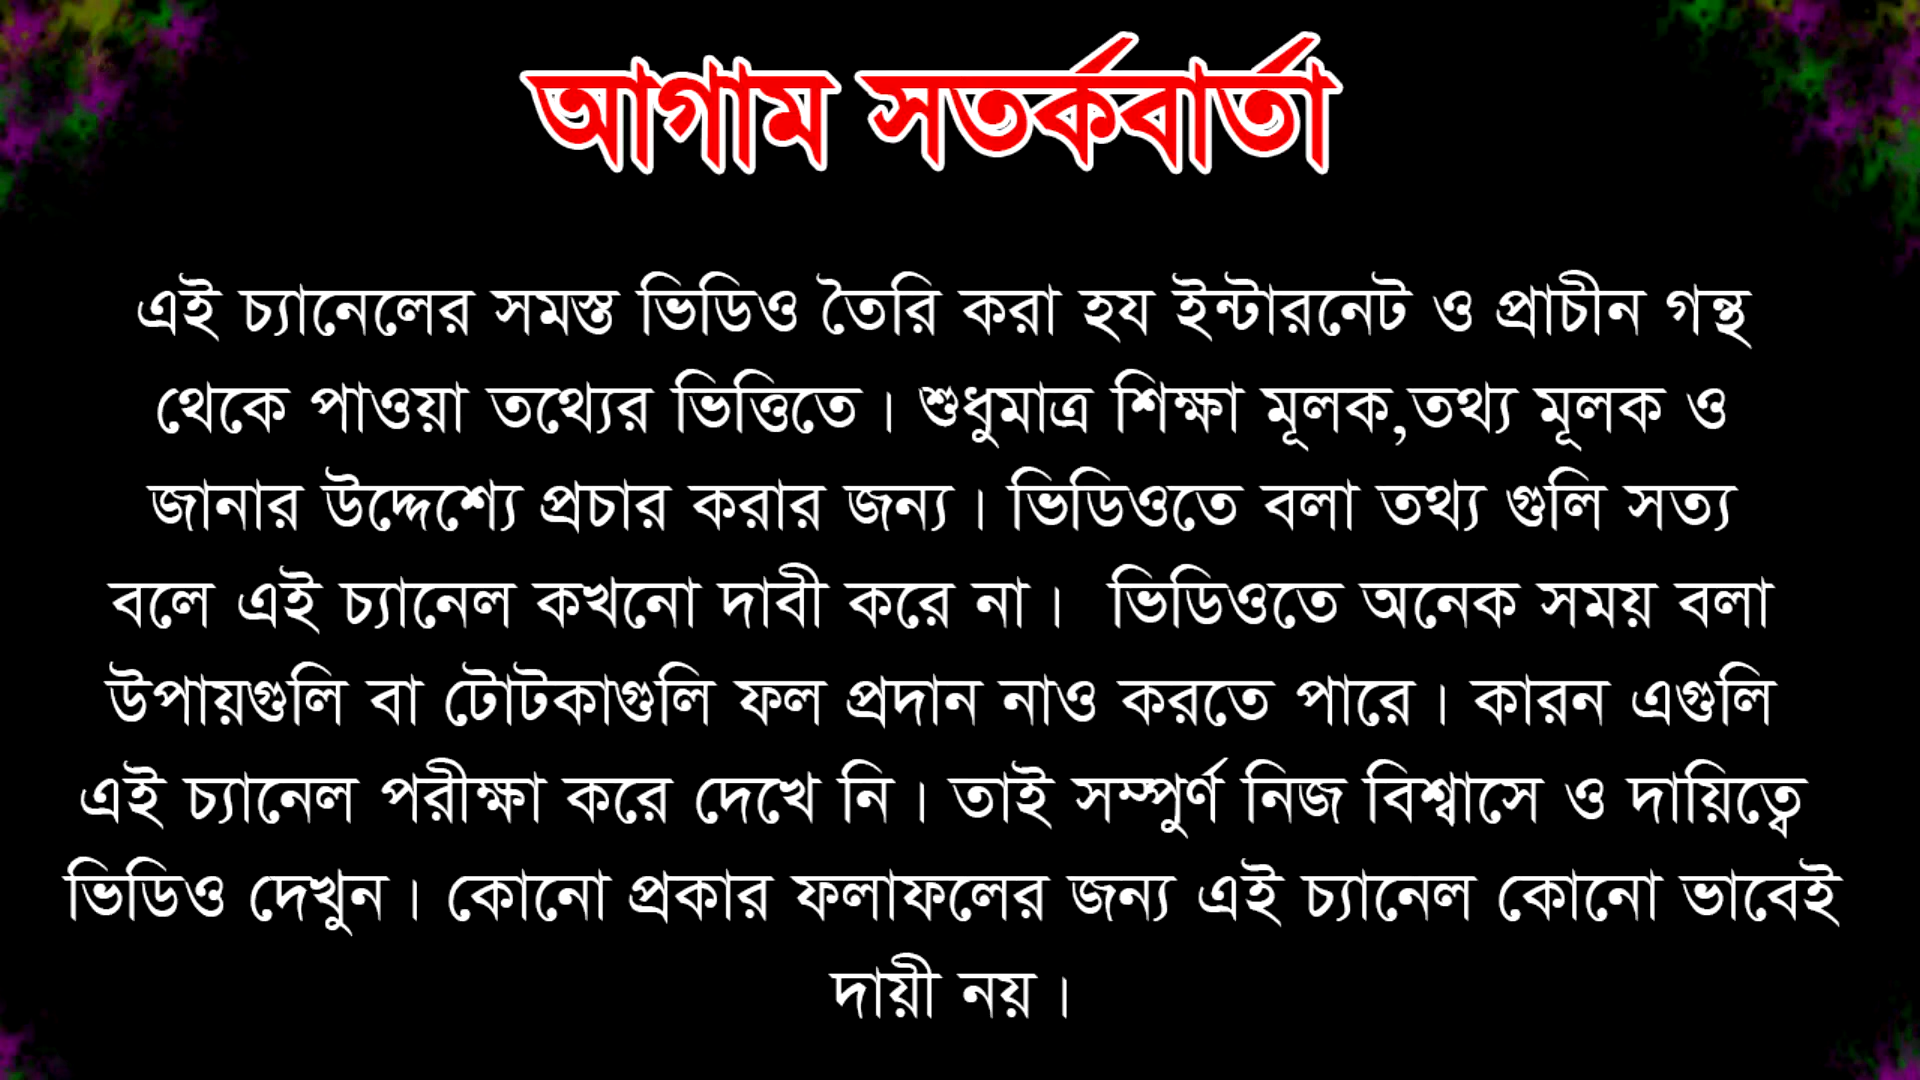 আগাম সতর্কবার্তা
এই চ্যানেলের সমস্ত ভিডিও তৈরি করা হয ইন্টারনেট ও প্রাচীন গন্থ
থেকে পাওয়া তথ্যের ভিত্তিতে। শুধুমাত্র শিক্ষা মূলক,তথ্য মূলক ও
জানার উদ্দেশ্যে প্রচার করার জন্য। ভিডিওতে বলা তথ্য গুলি সত্য
বলে এই চ্যানেল কখনো দাবী করে না। ভিডিওতে অনেক সময় বলা
উপায়গুলি বা টোটকাগুলি ফল প্রদান নাও করতে পারে। কারন এগুলি
এই চ্যানেল পরীক্ষা করে দেখে নি। তাই সম্পুর্ণ নিজ বিশ্বাসে ও দায়িত্বে
ভিডিও দেখুন। কোনো প্রকার ফলাফলের জন্য এই চ্যানেল কোনো ভাবেই
দায়ী নয়।